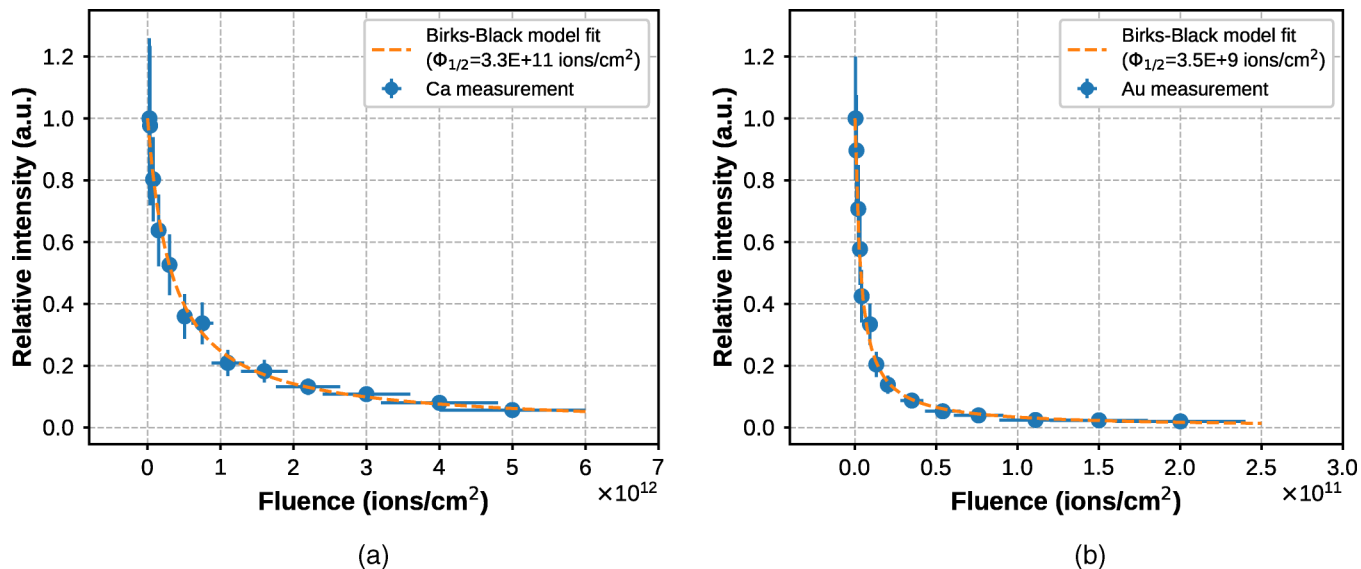 Birks-Black model fit
(Φ1/2=3.3E+11 ions/cm²)
Ca measurement
1.2
1.0
0.8
0.6
0.4
0.2
0.0
Relative intensity (a.u.)
0 1 2 3 4 5 6 7
×10¹²
Fluence (ions/cm²)
(a)
Birks-Black model fit
(Φ1/2=3.5E+9 ions/cm²)
Au measurement
1.2
1.0
0.8
0.6
0.4
0.2
0.0
Relative intensity (a.u.)
0.0 0.5 1.0 1.5 2.0 2.5 3.0
×10¹¹
Fluence (ions/cm²)
(b)